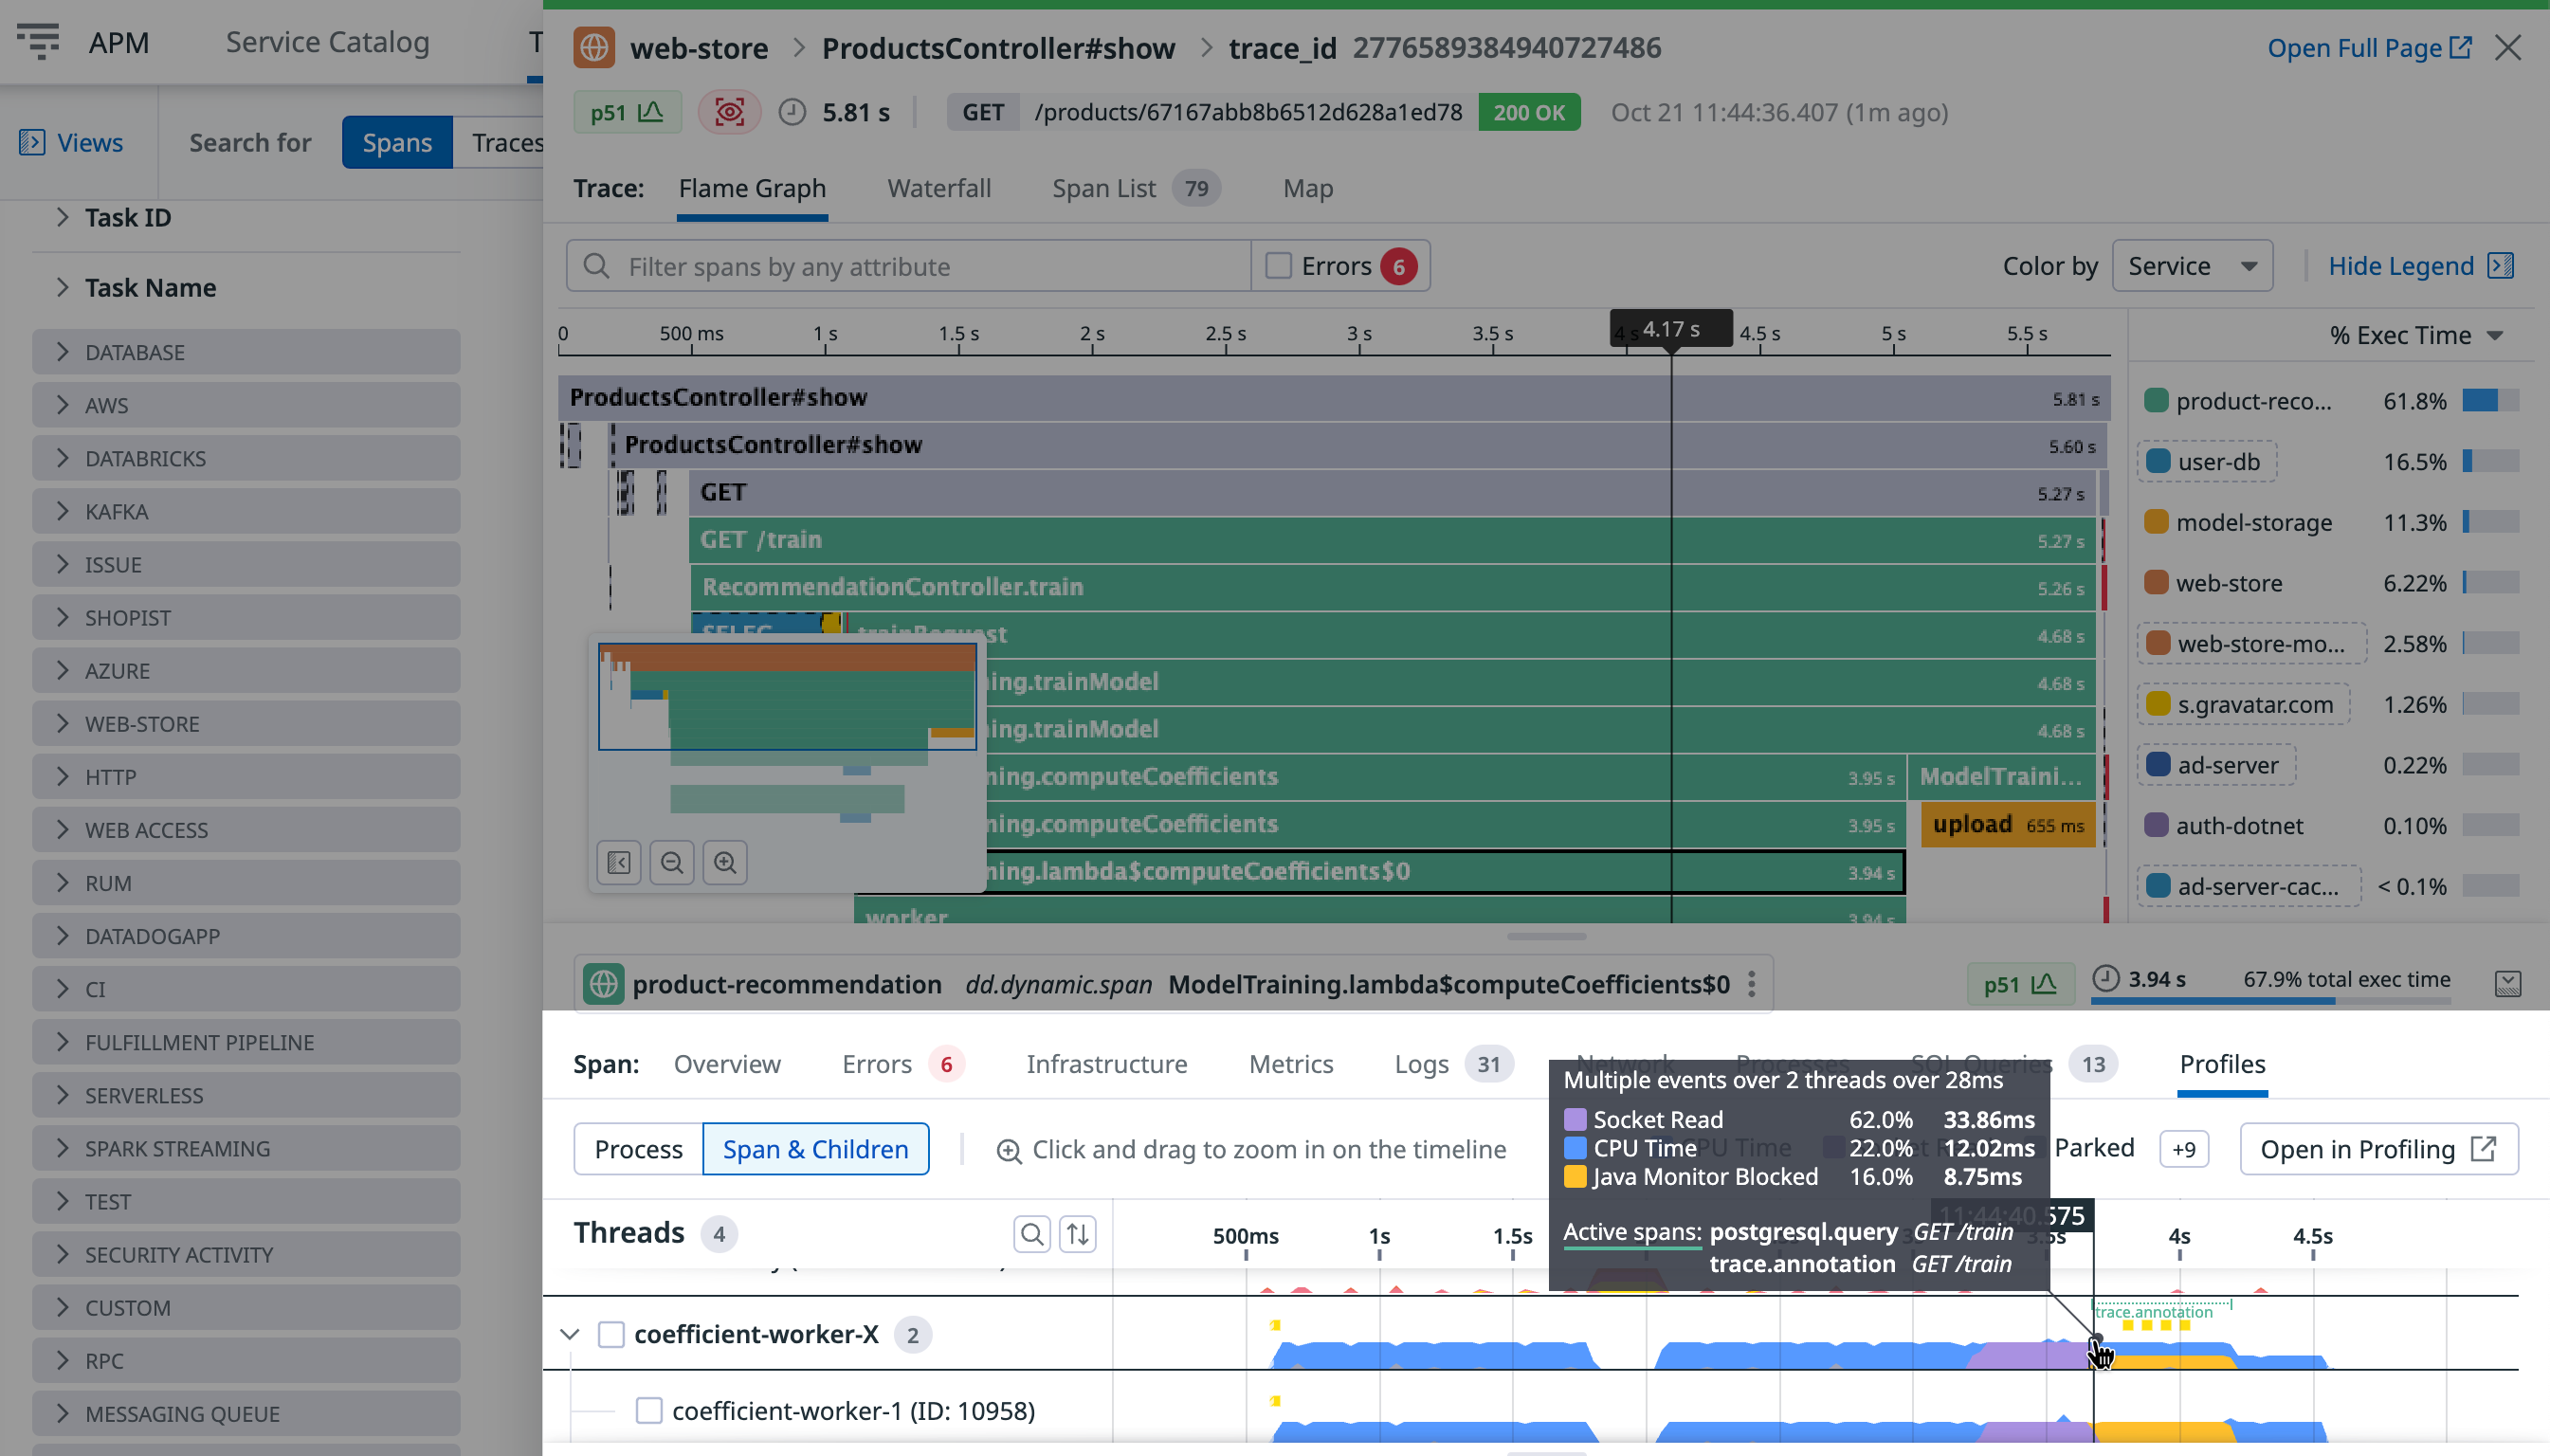 APM
Service Catalog
web-store > ProductsController#show > trace_id 2776589384940727486
Open Full Page
p51
5.81 s
GET /products/67167abb8b6512d628a1ed78 200 OK
Oct 21 11:44:36.407 (1m ago)
Views
Search for
Spans
Traces
Trace:
Flame Graph
Waterfall
Span List 79
Map
Task ID
Task Name
DATABASE
AWS
DATABRICKS
KAFKA
ISSUE
SHOPIST
AZURE
WEB-STORE
HTTP
WEB ACCESS
RUM
DATADOGAPP
CI
FULFILLMENT PIPELINE
SERVERLESS
SPARK STREAMING
TEST
SECURITY ACTIVITY
CUSTOM
RPC
MESSAGING QUEUE
Filter spans by any attribute
Errors 6
Color by
Service
Hide Legend
0 500 ms 1 s 1.5 s 2 s 2.5 s 3 s 3.5 s 4 s 4.17 s 4.5 s 5 s 5.5 s
% Exec Time
ProductsController#show 5.81 s
ProductsController#show 5.60 s
GET 5.27 s
GET /train 5.27 s
RecommendationController.train 5.26 s
SELEC trainRequest 4.68 s
ning.trainModel 4.68 s
ning.trainModel 4.68 s
ning.computeCoefficients 3.95 s ModelTraini...
ning.computeCoefficients 3.95 s upload 655 ms
ning.lambda$computeCoefficients$0 3.94 s
worker 3.94 s
product-reco... 61.8%
user-db 16.5%
model-storage 11.3%
web-store 6.22%
web-store-mo... 2.58%
s.gravatar.com 1.26%
ad-server 0.22%
auth-dotnet 0.10%
ad-server-cac... < 0.1%
product-recommendation dd.dynamic.span ModelTraining.lambda$computeCoefficients$0
p51
3.94 s
67.9% total exec time
Span:
Overview
Errors 6
Infrastructure
Metrics
Logs 31
Network
Processes
SQL Queries 13
Profiles
Process
Span & Children
Click and drag to zoom in on the timeline
CPU Time
Parked
+9
Open in Profiling
Multiple events over 2 threads over 28ms
Socket Read 62.0% 33.86ms
CPU Time 22.0% 12.02ms
Java Monitor Blocked 16.0% 8.75ms
Active spans: postgresql.query GET /train
trace.annotation GET /train
11:44:40.575
Threads 4
500ms 1s 1.5s 3.5s 4s 4.5s
trace.annotation
coefficient-worker-X 2
coefficient-worker-1 (ID: 10958)